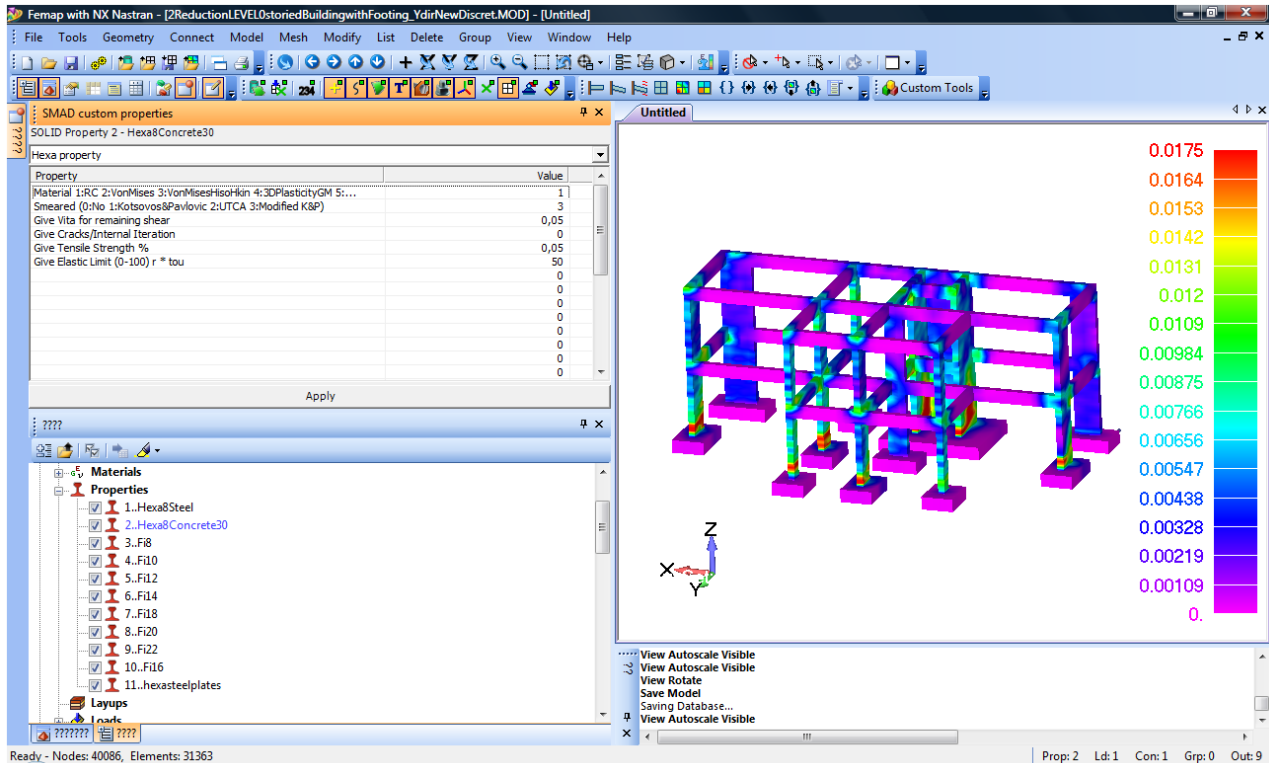 Femap with NX Nastran - [2ReductionLEVEL0storiedBuildingwithFooting_YdirNewDiscret.MOD] - [Untitled]
File Tools Geometry Connect Model Mesh Modify List Delete Group View Window Help
Custom Tools
SMAD custom properties
SOLID Property 2 - Hexa8Concrete30
Hexa property
Property Value
Material 1:RC 2:VonMises 3:VonMisesHisoHkin 4:3DPlasticityGM 5:... 1
Smeared (0:No 1:Kotsovos&Pavlovic 2:UTCA 3:Modified K&P) 3
Give Vita for remaining shear 0,05
Give Cracks/Internal Iteration 0
Give Tensile Strength % 0,05
Give Elastic Limit (0-100) r * tou 50
0
0
0
0
0
0
0
0
Apply
?????
????
Materials
Properties
1..Hexa8Steel
2..Hexa8Concrete30
3..Fi8
4..Fi10
5..Fi12
6..Fi14
7..Fi18
8..Fi20
9..Fi22
10..Fi16
11..hexasteelplates
Layups
Loads
??????? ????
Untitled
0.0175
0.0164
0.0153
0.0142
0.0131
0.012
0.0109
0.00984
0.00875
0.00766
0.00656
0.00547
0.00438
0.00328
0.00219
0.00109
0.
Z
X
Y
View Autoscale Visible
View Autoscale Visible
View Rotate
Save Model
Saving Database...
View Autoscale Visible
Ready - Nodes: 40086, Elements: 31363
Prop: 2 Ld: 1 Con: 1 Grp: 0 Out: 9